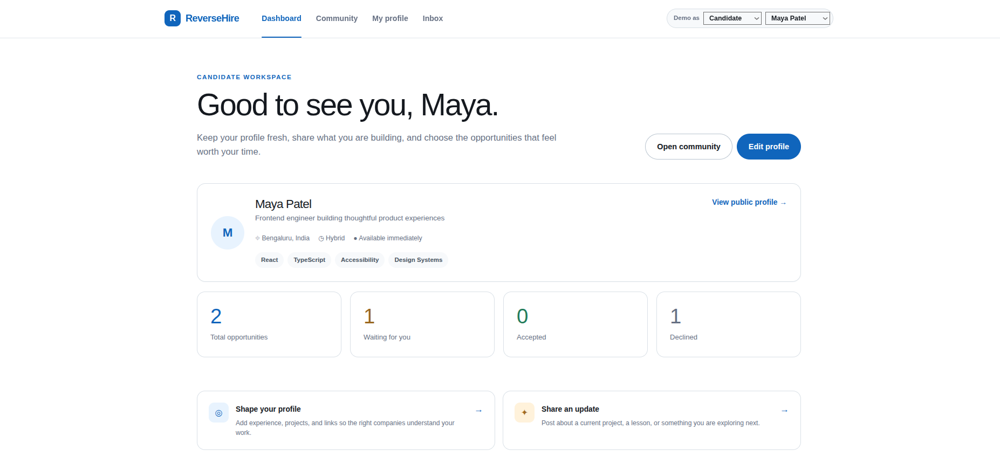 R ReverseHire Dashboard Community My profile Inbox Demo as Candidate Maya Patel
CANDIDATE WORKSPACE
Good to see you, Maya.
Keep your profile fresh, share what you are building, and choose the opportunities that feel
worth your time.
Open community Edit profile
Maya Patel
View public profile →
Frontend engineer building thoughtful product experiences
M
Bengaluru, India Hybrid Available immediately
React TypeScript Accessibility Design Systems
2 1 0 1
Total opportunities Waiting for you Accepted Declined
Shape your profile →
Add experience, projects, and links so the right companies understand your
work.
Share an update →
Post about a current project, a lesson, or something you are exploring next.